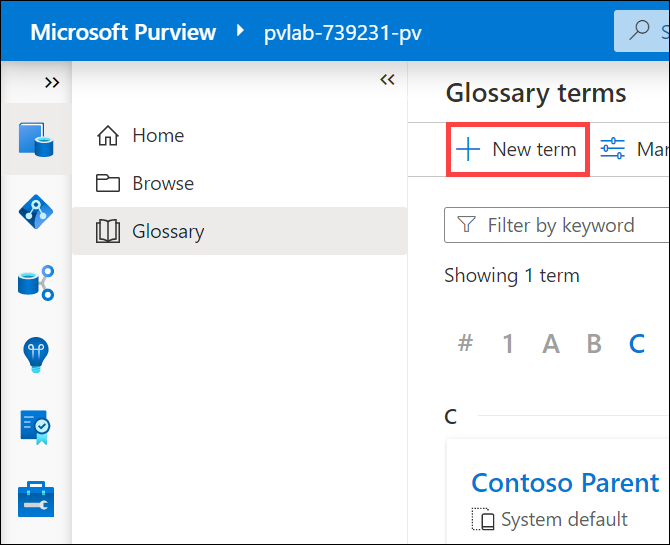 Microsoft Purview pvlab-739231-pv
Home
Browse
Glossary
Glossary terms
New term
Filter by keyword
Showing 1 term
# 1 A B C
C
Contoso Parent
System default